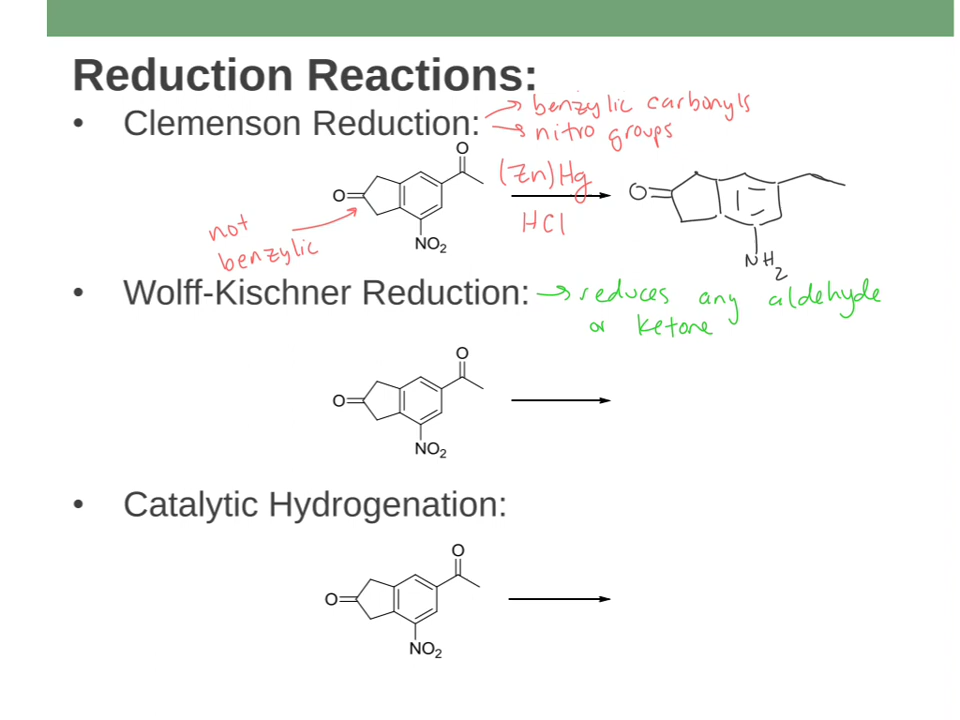 Reduction Reactions:
• Clemenson Reduction:
→ benzylic carbonyls
→ nitro groups
O
O
NO2
(Zn)Hg
HCl
O
NH2
not
benzylic
• Wolff-Kischner Reduction:
→ reduces any aldehyde
or ketone
O
O
NO2
• Catalytic Hydrogenation:
O
O
NO2